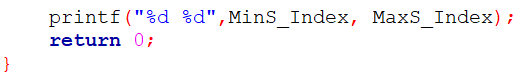 printf("%d %d",MinS_Index, MaxS_Index);
return 0;
}